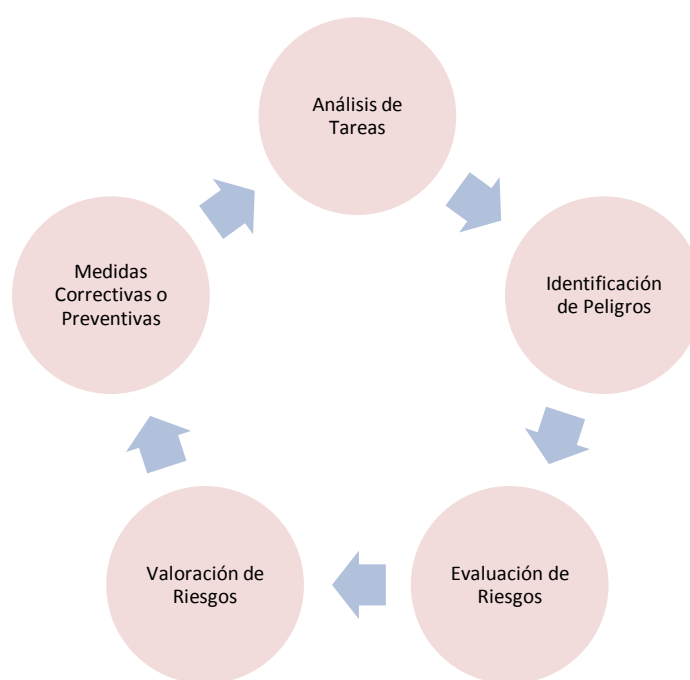 Análisis de
Tareas
Identificación
de Peligros
Evaluación de
Riesgos
Valoración de
Riesgos
Medidas
Correctivas o
Preventivas